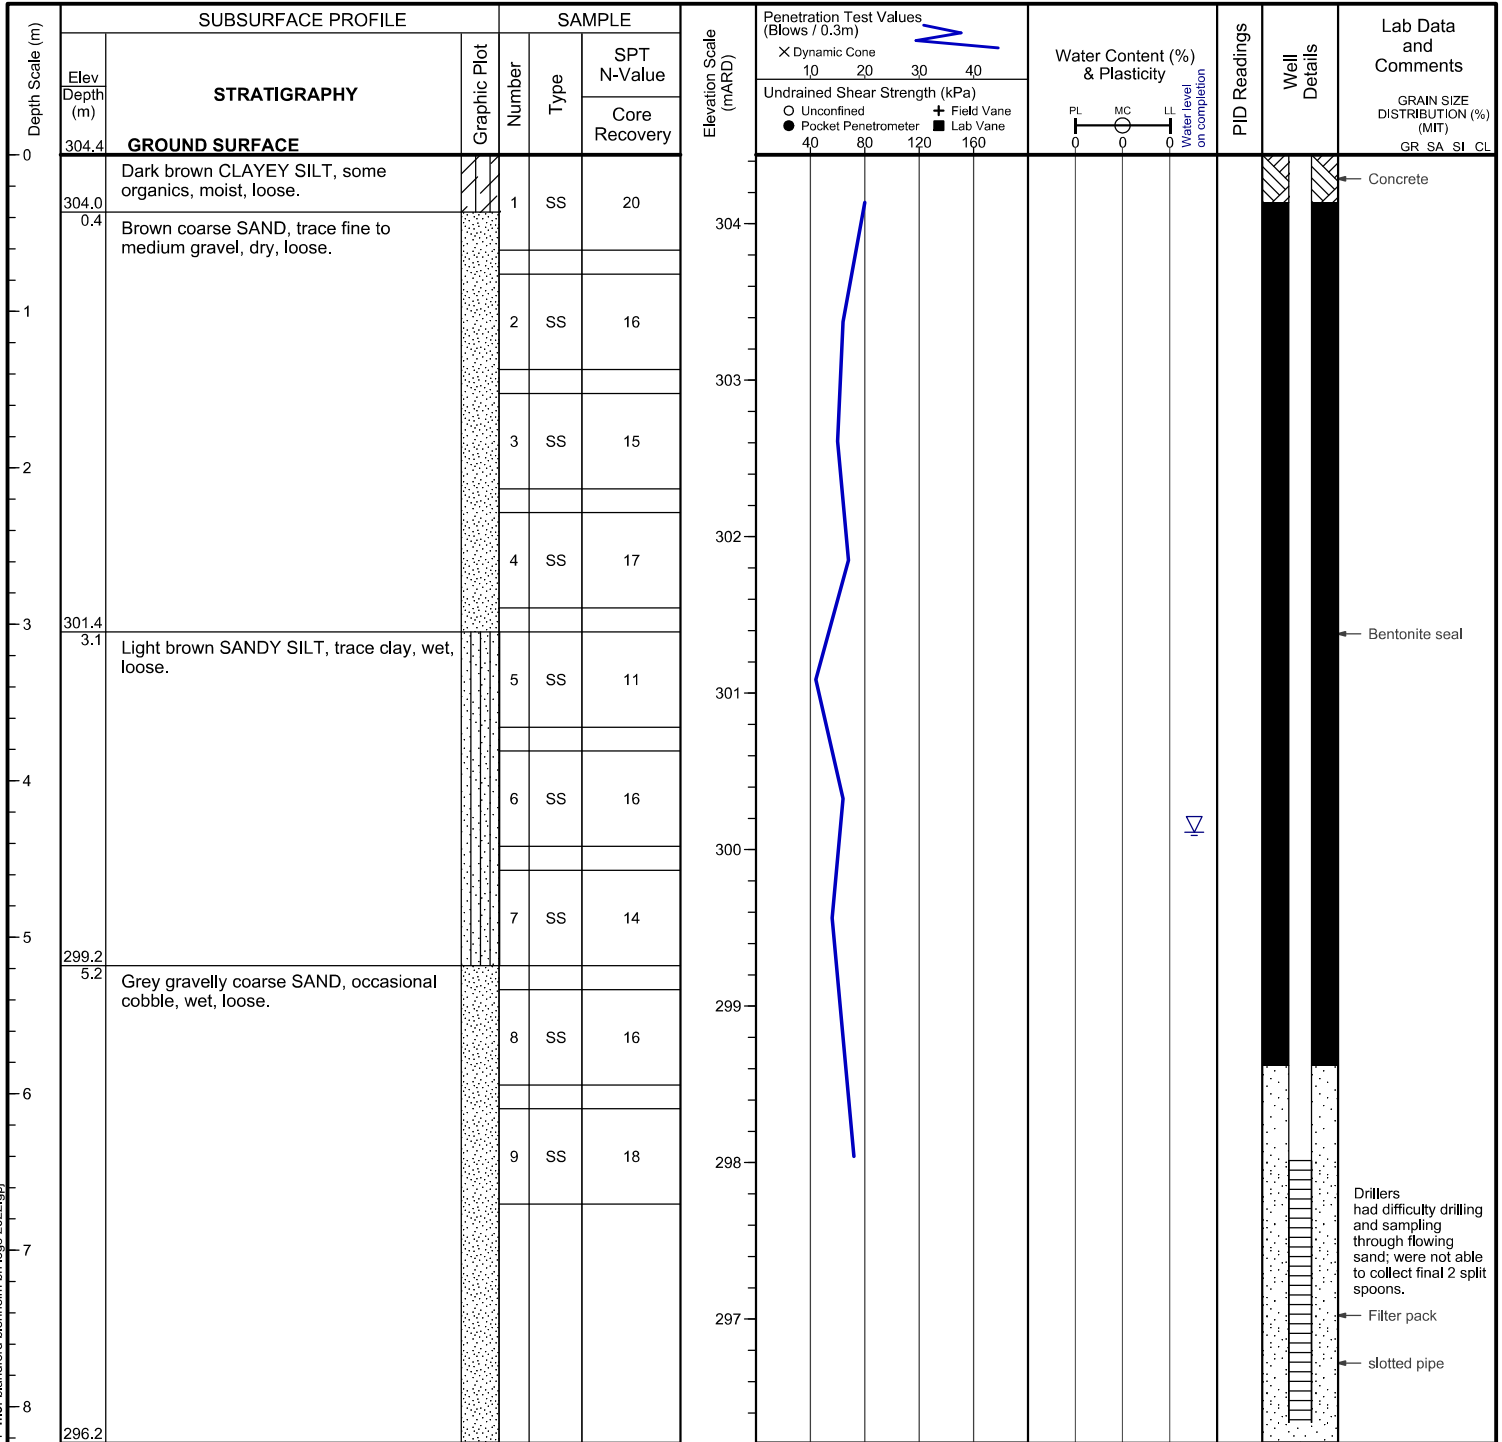 Depth Scale (m)
SUBSURFACE PROFILE
SAMPLE
Elev
Depth
(m)
STRATIGRAPHY
Graphic Plot
Number
Type
SPT
N-Value
Core
Recovery
Elevation Scale
(mARD)
Penetration Test Values
(Blows / 0.3m)
× Dynamic Cone
10 20 30 40
Undrained Shear Strength (kPa)
Unconfined + Field Vane
Pocket Penetrometer Lab Vane
40 80 120 160
Water Content (%)
& Plasticity
PL MC LL
0 0 0
Water level
on completion
PID Readings
Well
Details
Lab Data
and
Comments
GRAIN SIZE
DISTRIBUTION (%)
(MIT)
GR SA SI CL
304.4 GROUND SURFACE
0
Dark brown CLAYEY SILT, some
organics, moist, loose.
304.0
0.4
Brown coarse SAND, trace fine to
medium gravel, dry, loose.
301.4
3.1
Light brown SANDY SILT, trace clay, wet,
loose.
299.2
5.2
Grey gravelly coarse SAND, occasional
cobble, wet, loose.
296.2
1
2
3
4
5
6
7
8
1 SS 20
2 SS 16
3 SS 15
4 SS 17
5 SS 11
6 SS 16
7 SS 14
8 SS 16
9 SS 18
304
303
302
301
300
299
298
297
Concrete
Bentonite seal
Drillers
had difficulty drilling
and sampling
through flowing
sand; were not able
to collect final 2 split
spoons.
Filter pack
slotted pipe